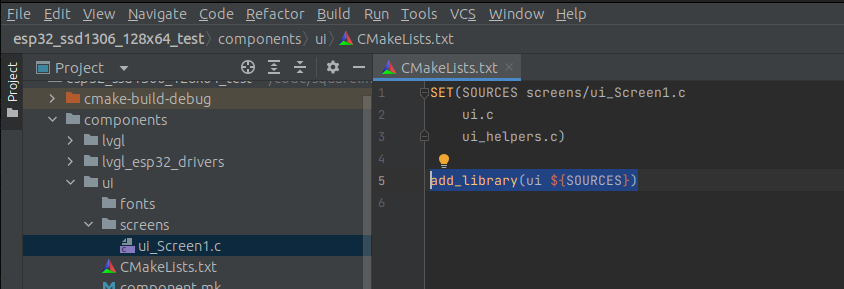 File Edit View Navigate Code Refactor Build Run Tools VCS Window Help
esp32_ssd1306_128x64_test components ui CMakeLists.txt
Project
Project
CMakeLists.txt
esp32_ssd1306_128x64_test
cmake-build-debug
components
lvgl
lvgl_esp32_drivers
ui
fonts
screens
ui_Screen1.c
CMakeLists.txt
component.mk
1 SET(SOURCES screens/ui_Screen1.c
2 ui.c
3 ui_helpers.c)
4
5 add_library(ui ${SOURCES})
6